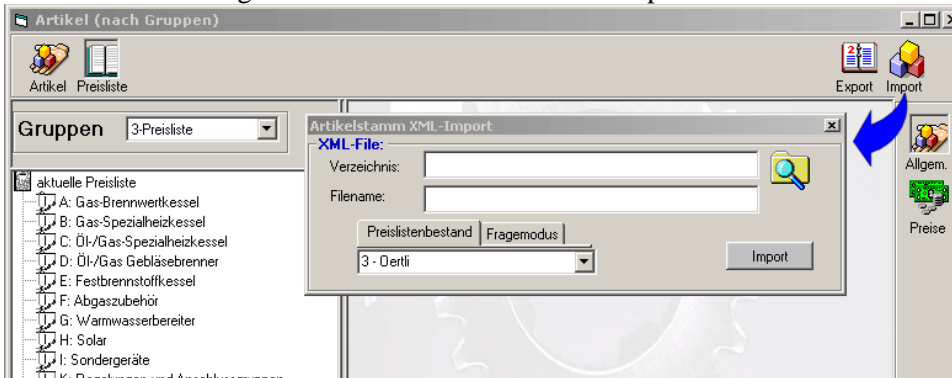 Artikel (nach Gruppen)
Artikel Preisliste
Export Import
Gruppen 3-Preisliste
Artikelstamm XML-Import
XML-File:
Verzeichnis:
Filename:
Preislistenbestand Fragemodus
3 - Oertli
Import
Allgem.
Preise
aktuelle Preisliste
A: Gas-Brennwertkessel
B: Gas-Spezialheizkessel
C: Öl-/Gas-Spezialheizkessel
D: Öl-/Gas Gebläsebrenner
E: Festbrennstoffkessel
F: Abgaszubehör
G: Warmwasserbereiter
H: Solar
I: Sondergeräte